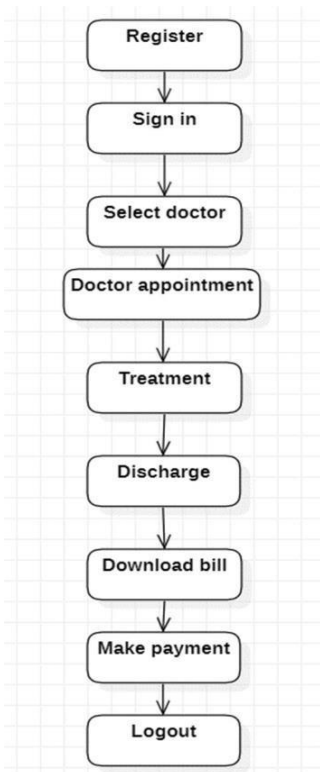 Register
Sign in
Select doctor
Doctor appointment
Treatment
Discharge
Download bill
Make payment
Logout